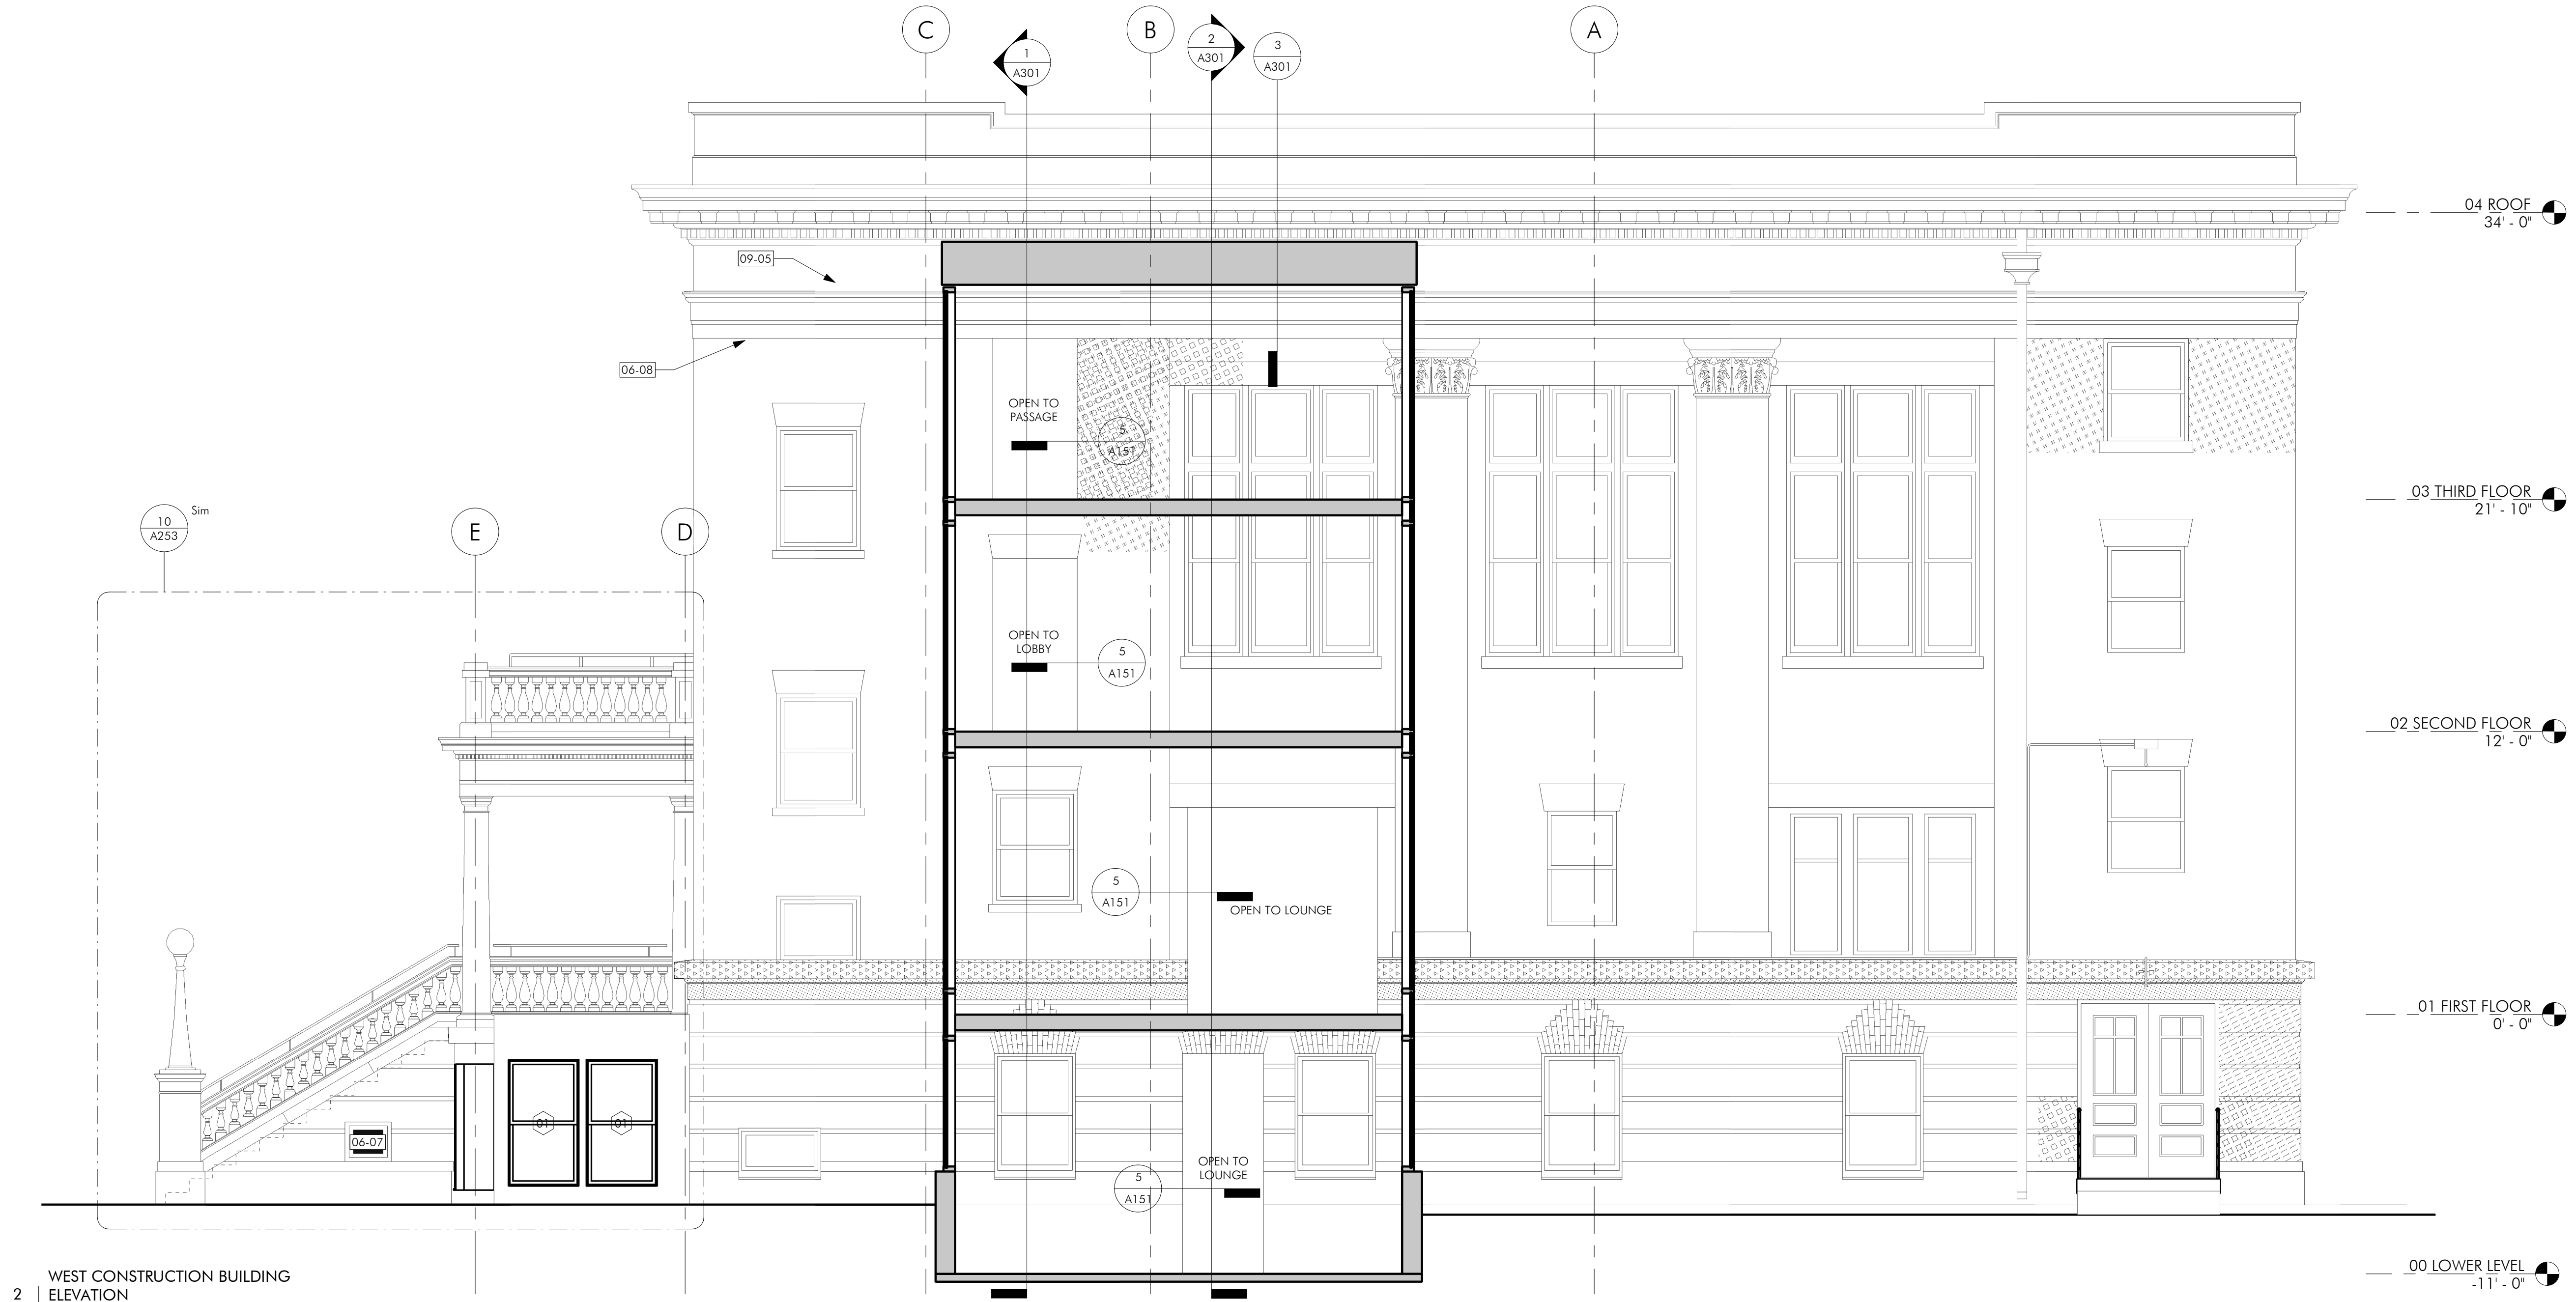 C
B
A
1
A301
2
A301
3
A301
04 ROOF
34' - 0"
09-05
06-08
OPEN TO
PASSAGE
5
A151
03 THIRD FLOOR
21' - 10"
10
A253
Sim
E
D
OPEN TO
LOBBY
5
A151
02 SECOND FLOOR
12' - 0"
5
A151
OPEN TO LOUNGE
01 FIRST FLOOR
0' - 0"
01
01
06-07
OPEN TO
LOUNGE
5
A151
00 LOWER LEVEL
-11' - 0"
WEST CONSTRUCTION BUILDING
2 ELEVATION